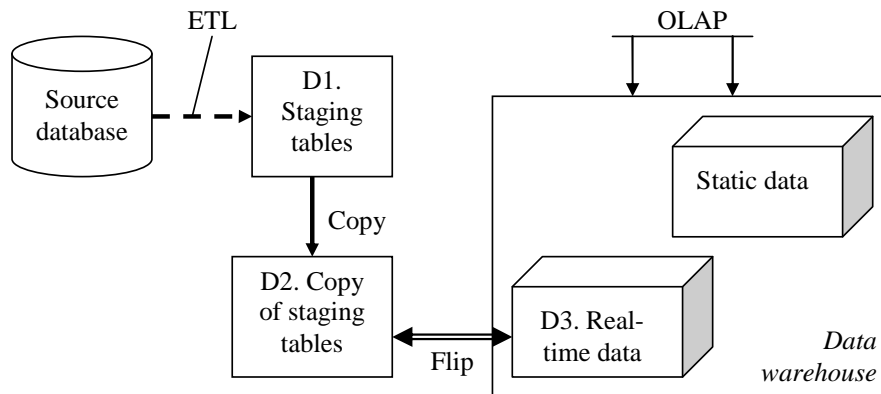 ETL
OLAP
Source
database
D1.
Staging
tables
Static data
Copy
D2. Copy
of staging
tables
Flip
D3. Real-
time data
Data
warehouse